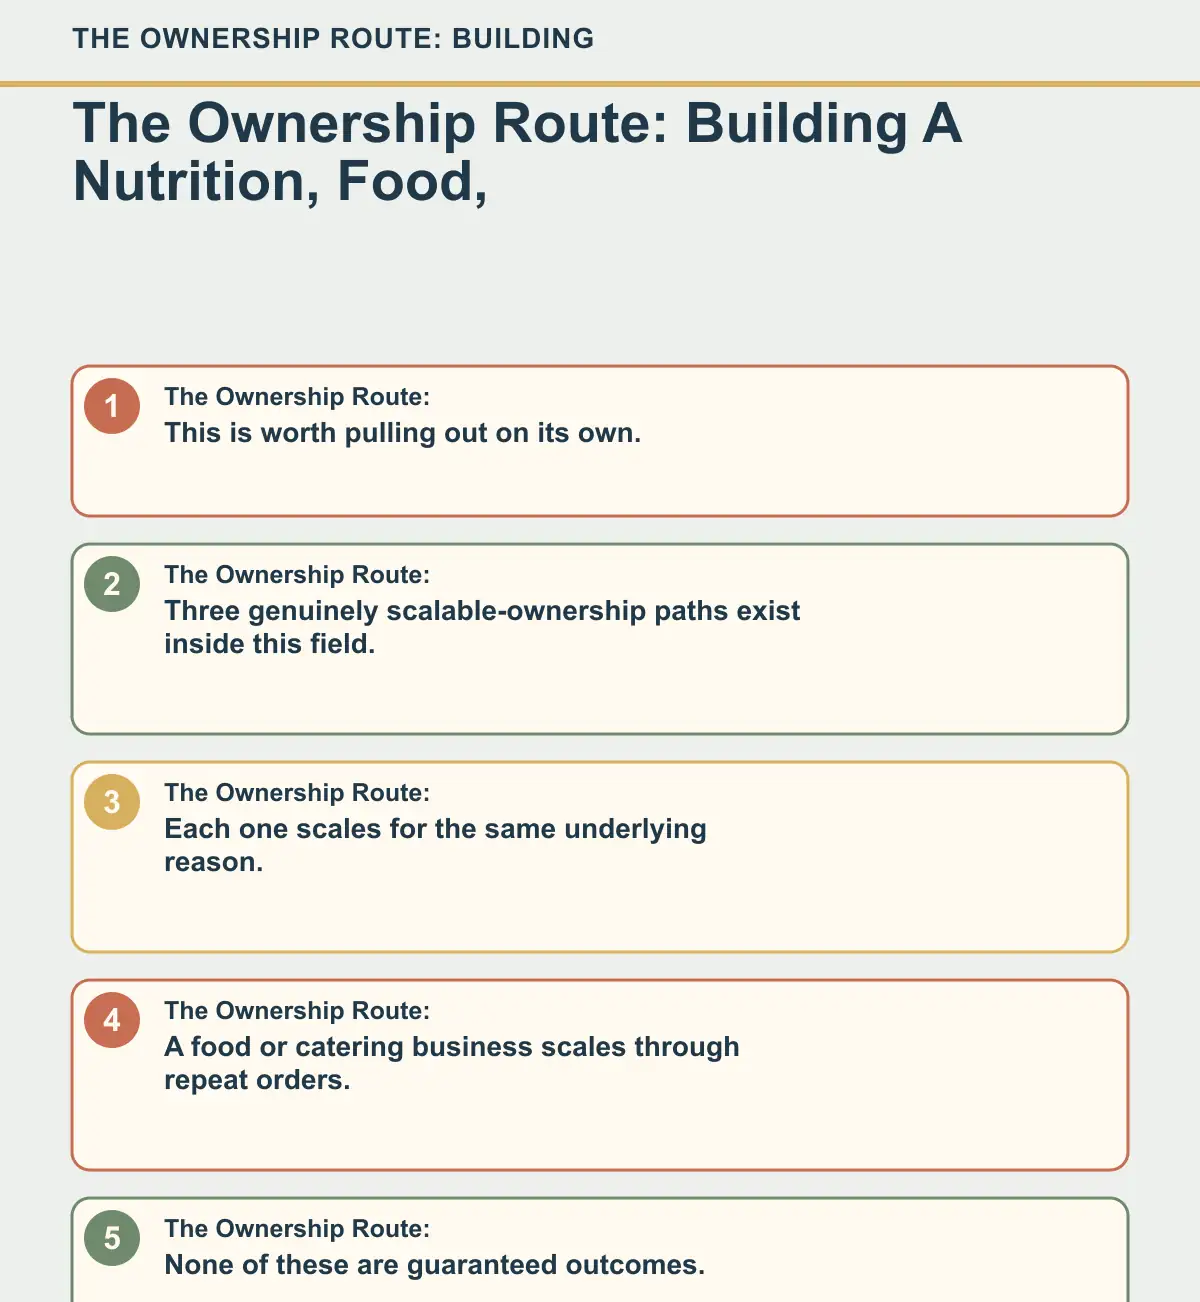 THE OWNERSHIP ROUTE: BUILDING
The Ownership Route: Building A
Nutrition, Food,
1
The Ownership Route:
This is worth pulling out on its own.
2
The Ownership Route:
Three genuinely scalable-ownership paths exist
inside this field.
3
The Ownership Route:
Each one scales for the same underlying
reason.
4
The Ownership Route:
A food or catering business scales through
repeat orders.
5
The Ownership Route:
None of these are guaranteed outcomes.